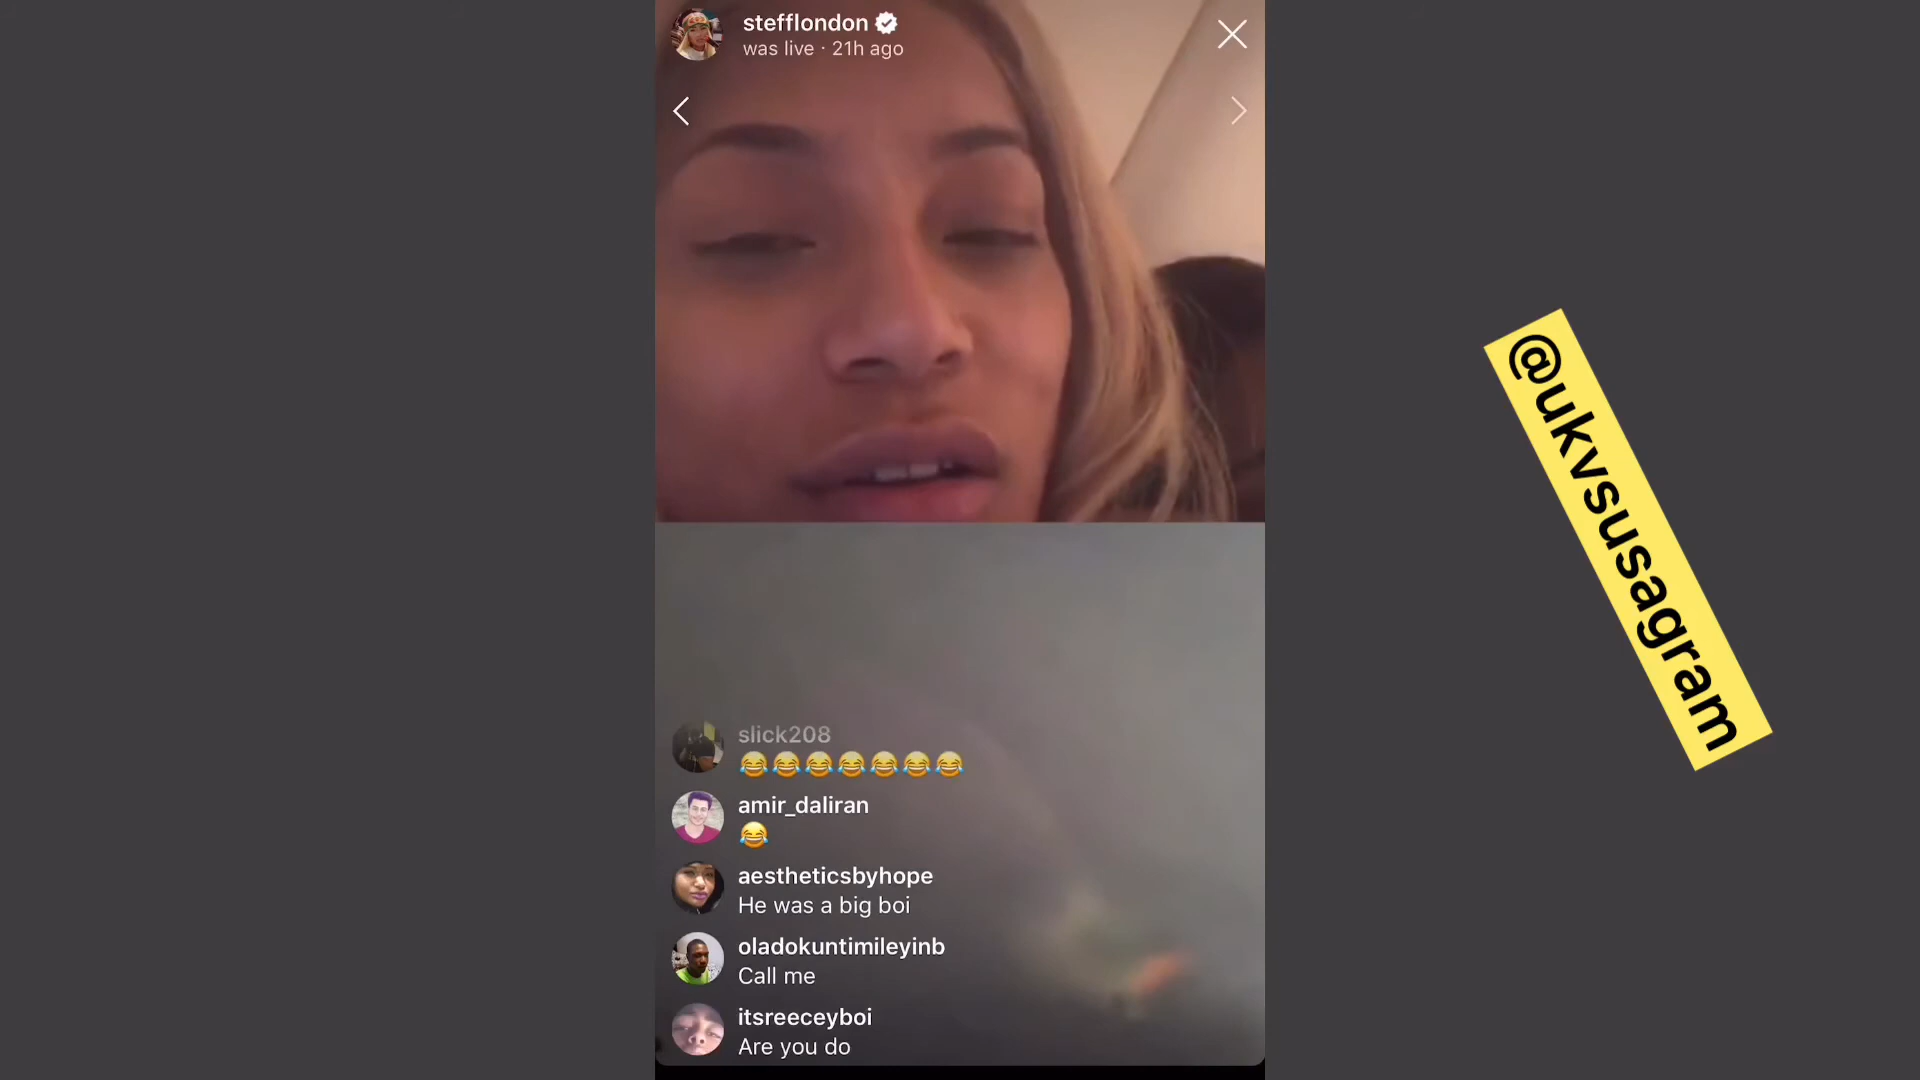 stefflondon
was live · 21h ago
@ukvsusagram
slick208
😂😂😂😂😂😂😂
amir_daliran
😂
aestheticsbyhope
He was a big boi
oladokuntimileyinb
Call me
itsreeceyboi
Are you do